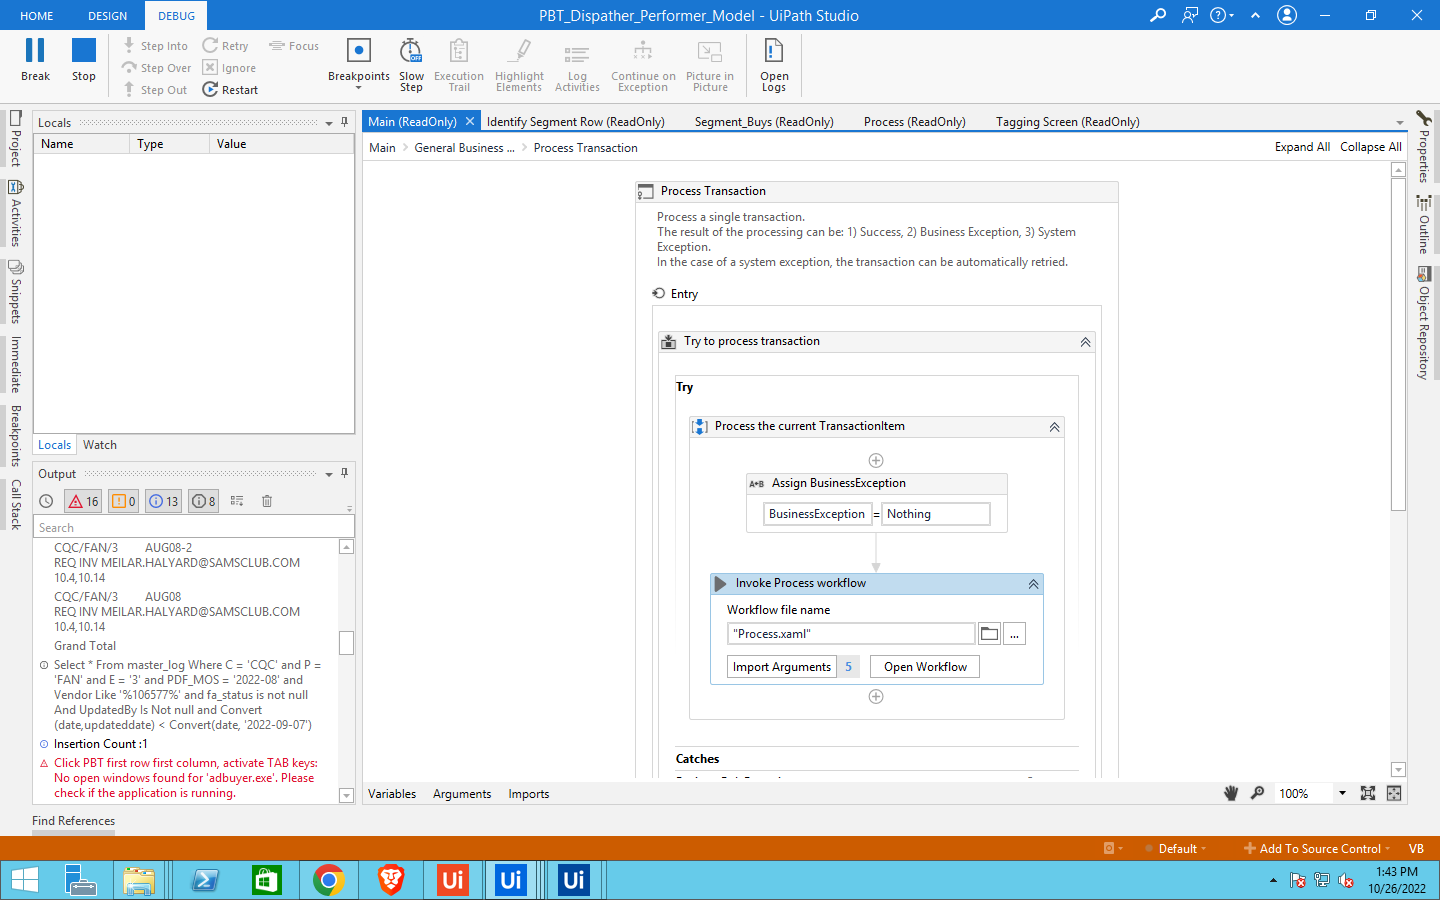 HOME
DESIGN
DEBUG
PBT_Dispather_Performer_Model - UiPath Studio
Break
Stop
Step Into
Step Over
Step Out
Retry
Ignore
Restart
Focus
Breakpoints
Slow
Step
Execution
Trail
Highlight
Elements
Log
Activities
Continue on
Exception
Picture in
Picture
Open
Logs
Project
Activities
Snippets
Immediate
Breakpoints
Call Stack
Locals
Name
Type
Value
Locals
Watch
Output
16
0
13
8
Search
CQC/FAN/3 AUG08-2
REQ INV MEILAR.HALYARD@SAMSCLUB.COM
10.4,10.14
CQC/FAN/3 AUG08
REQ INV MEILAR.HALYARD@SAMSCLUB.COM
10.4,10.14
Grand Total
Select * From master_log Where C = 'CQC' and P =
'FAN' and E = '3' and PDF_MOS = '2022-08' and
Vendor Like '%106577%' and fa_status is not null
And UpdatedBy Is Not null and Convert
(date,updateddate) < Convert(date, '2022-09-07')
Insertion Count :1
Click PBT first row first column, activate TAB keys:
No open windows found for 'adbuyer.exe'. Please
check if the application is running.
Find References
Main (ReadOnly)
Identify Segment Row (ReadOnly)
Segment_Buys (ReadOnly)
Process (ReadOnly)
Tagging Screen (ReadOnly)
Main
General Business ...
Process Transaction
Expand All
Collapse All
Process Transaction
Process a single transaction.
The result of the processing can be: 1) Success, 2) Business Exception, 3) System
Exception.
In the case of a system exception, the transaction can be automatically retried.
Entry
Try to process transaction
Try
Process the current TransactionItem
A+B Assign BusinessException
BusinessException = Nothing
Invoke Process workflow
Workflow file name
"Process.xaml"
...
Import Arguments 5
Open Workflow
Catches
Variables
Arguments
Imports
100%
Properties
Outline
Object Repository
Default
Add To Source Control
VB
Ui
Ui
Ui
1:43 PM
10/26/2022